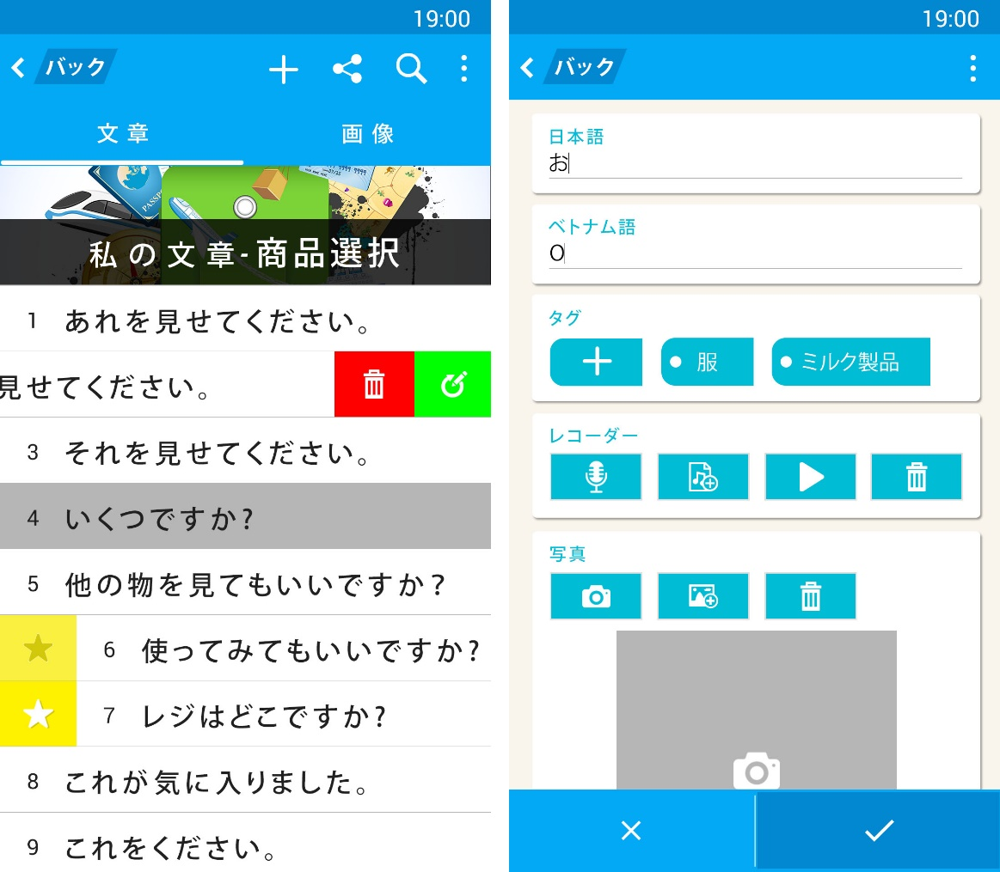 19:00
バック
文章
画像
PASSP
9999 9999
私の文章-商品選択
1 あれを見せてください。
見せてください。
3 それを見せてください。
4 いくつですか?
5 他の物を見てもいいですか?
6 使ってみてもいいですか?
7 レジはどこですか?
8 これが気に入りました。
9 これをください。
19:00
バック
日本語
お
ベトナム語
O
タグ
服
ミルク製品
レコーダー
写真